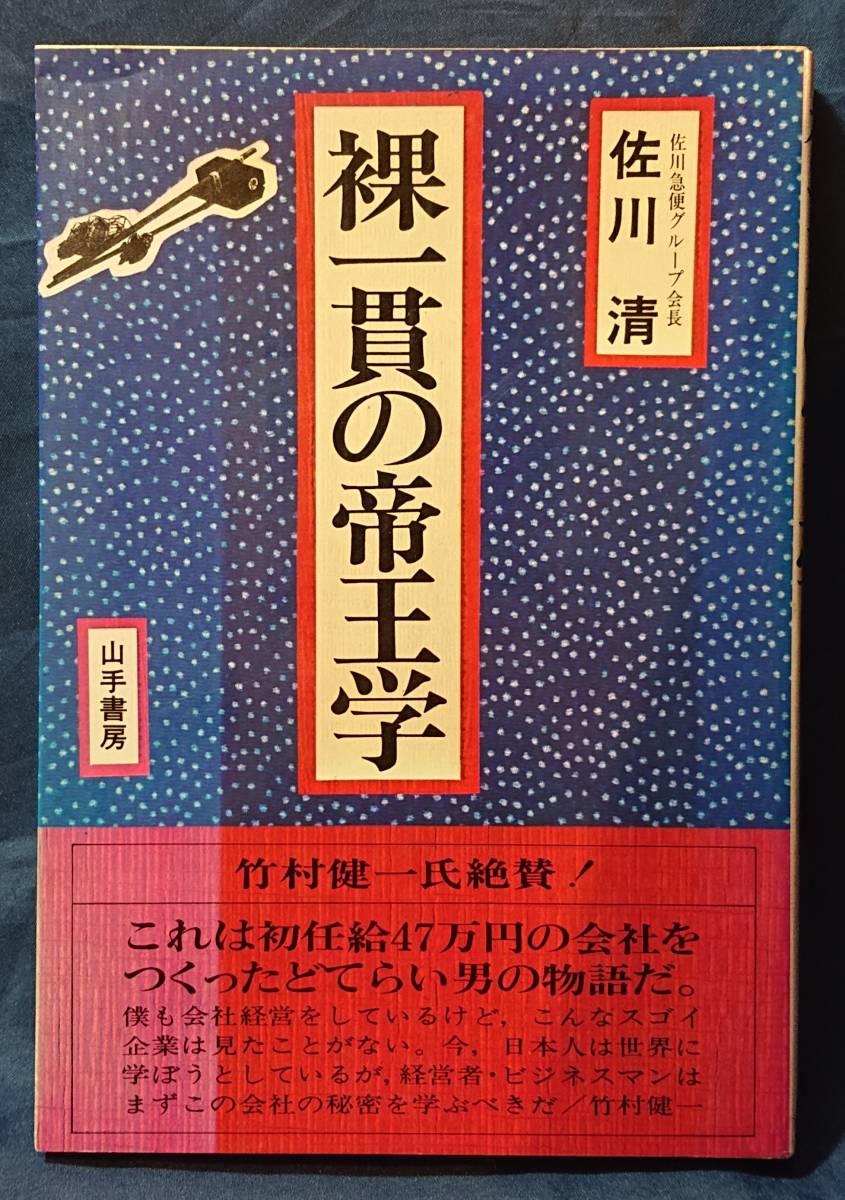 佐川急便グループ会長
佐川 清
裸一貫の帝王学
山手書房
竹村健一氏絶賛！
これは初任給47万円の会社を
つくったどてらい男の物語だ。
僕も会社経営をしているけど，こんなスゴイ
企業は見たことがない。今，日本人は世界に
学ぼうとしているが，経営者・ビジネスマンは
まずこの会社の秘密を学ぶべきだ／竹村健一